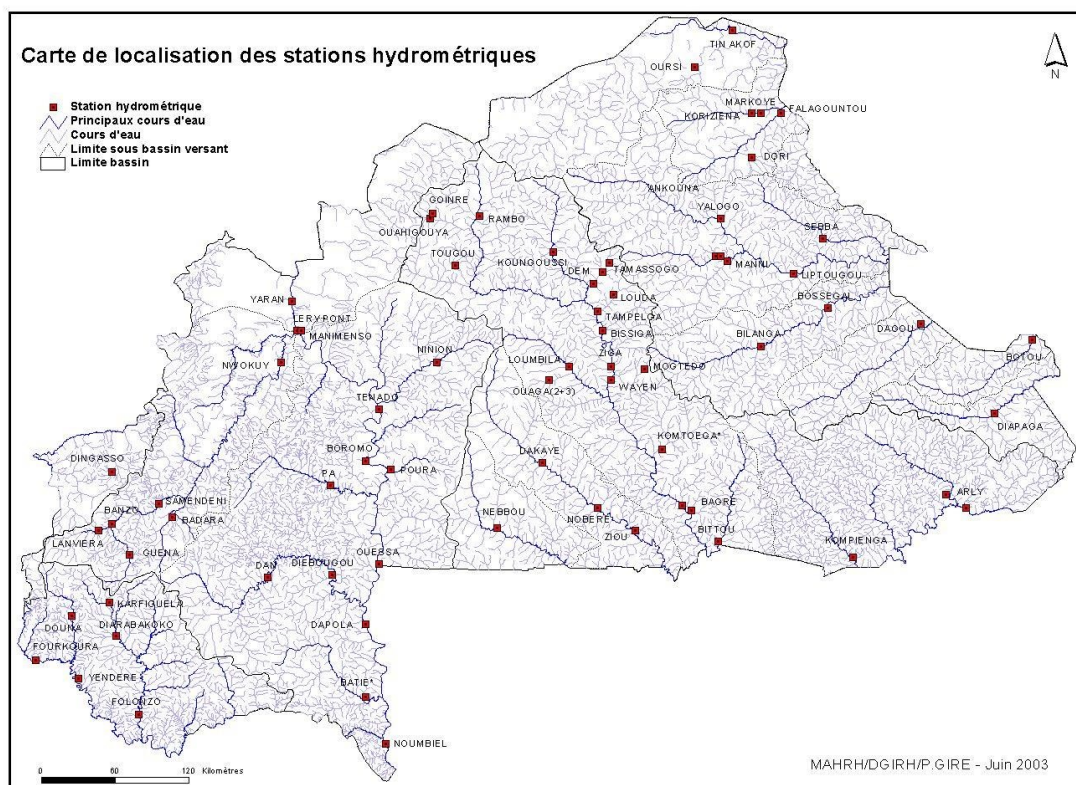 Carte de localisation des stations hydrométriques
N
Station hydrométrique
Principaux cours d'eau
Cours d'eau
Limite sous bassin versant
Limite bassin
TIN AKOF
OURSI
MARKOYE
FALAGOUNTOU
KORIZIENA
DORI
ANKOUNA
GOINRE
YALOGO
RAMBO
OUAHIGOUYA
SEBBA
TOUGOU
KOUNGOUSSI
TAMASSOGO
MANNI
DEM
LIPTOUGOU
LOUDA
BOSSEGAL
YARAN
TAMPELGA
LERY PONT
DAGOU
MANIMENSO
BISSIGA
BILANGA
BOTOU
NINION
LOUMBILA
ZIGA
NWOKUY
MOGTEDO
OUAGA(2+3)
WAYEN
TENADO
DIAPAGA
KOMTOEGA*
BOROMO
DAKAYE
DINGASSO
POURA
PA
ARLY
SAMENDENI
BAGRE
BANZO
BADARA
NEBBOU
NOBERE
LANVIERA
ZIOU
BITTOU
KOMPIENGA
GUENA
OUESSA
DAN
DIEBOUGOU
KARFIGUELA
DOUNA
DIARABAKOKO
DAPOLA
FOURKOURA
YENDERE
BATIE*
FOLONZO
NOUMBIEL
0 60 120 Kilomètres
MAHRH/DGIRH/P.GIRE - Juin 2003